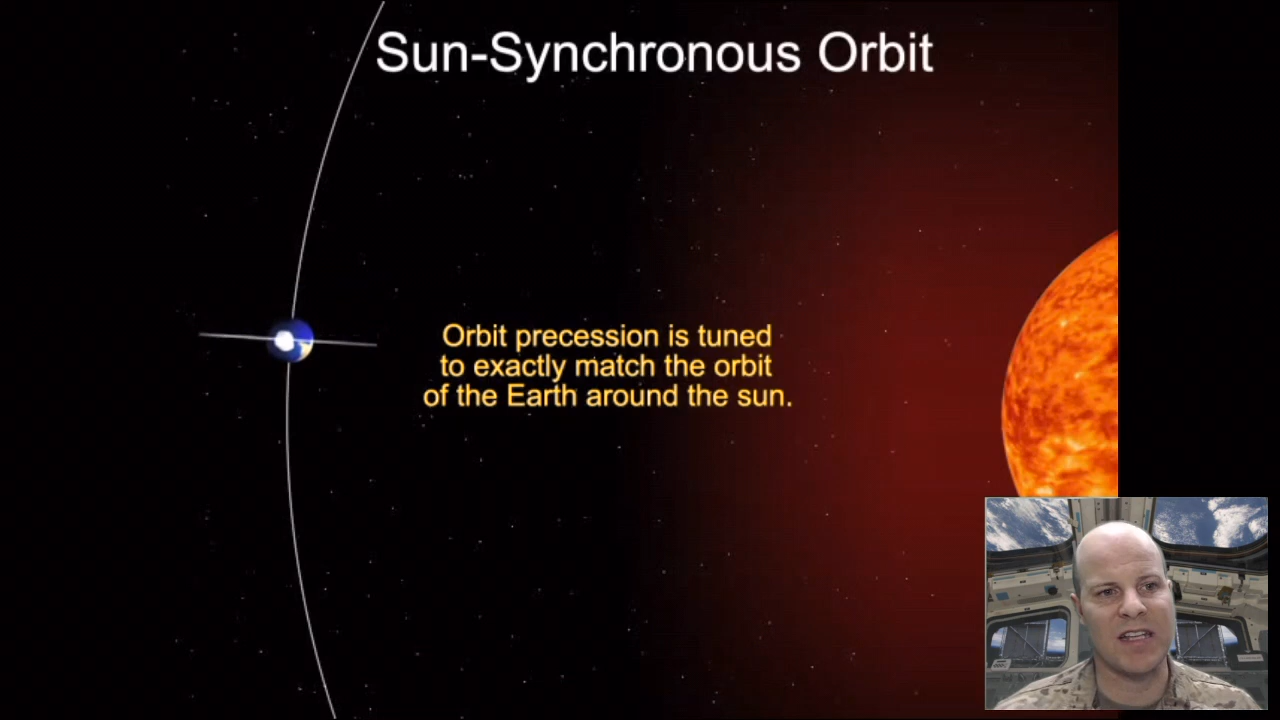 Sun-Synchronous Orbit
Orbit precession is tuned
to exactly match the orbit
of the Earth around the sun.